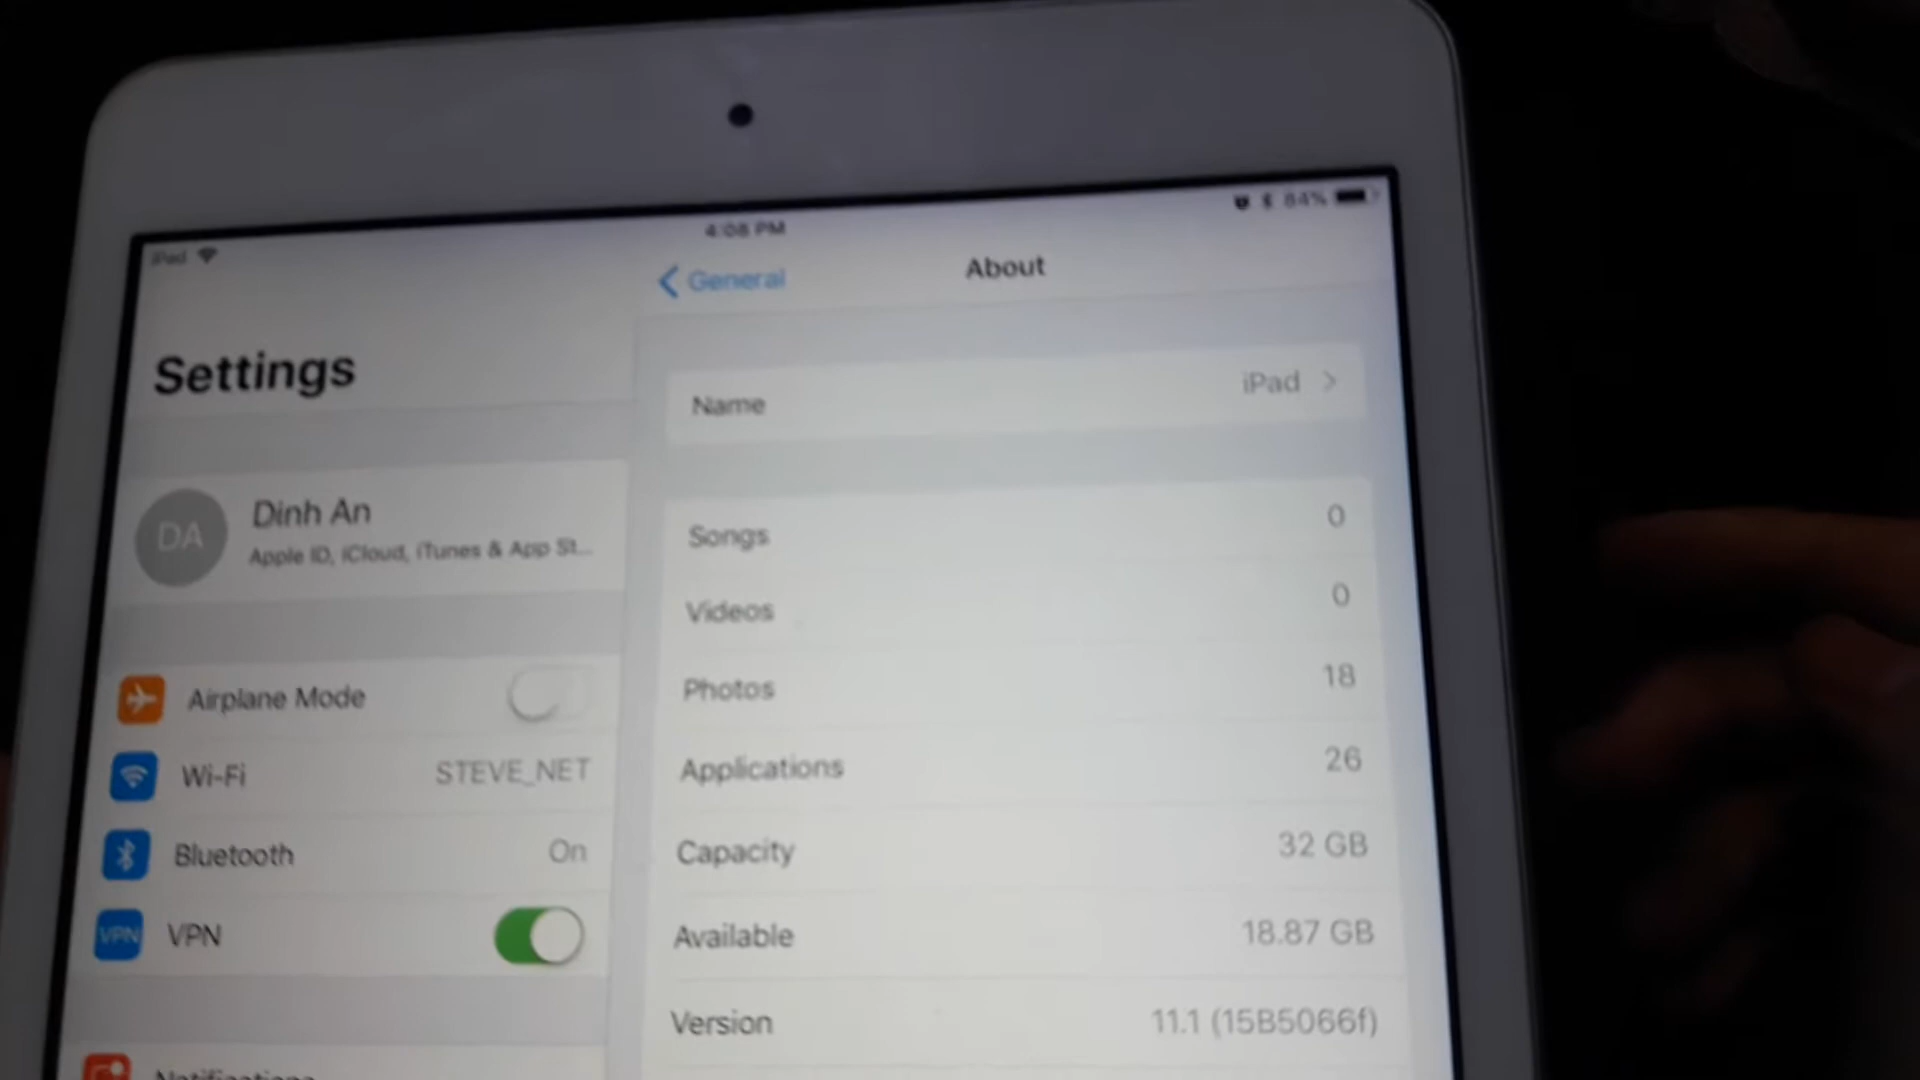 iPad
4:08 PM
84%
Settings
DA
Dinh An
Apple ID, iCloud, iTunes & App St...
Airplane Mode
Wi-Fi STEVE_NET
Bluetooth On
VPN VPN
Notifications
General
About
Name iPad
Songs 0
Videos 0
Photos 18
Applications 26
Capacity 32 GB
Available 18.87 GB
Version 11.1 (15B5066f)